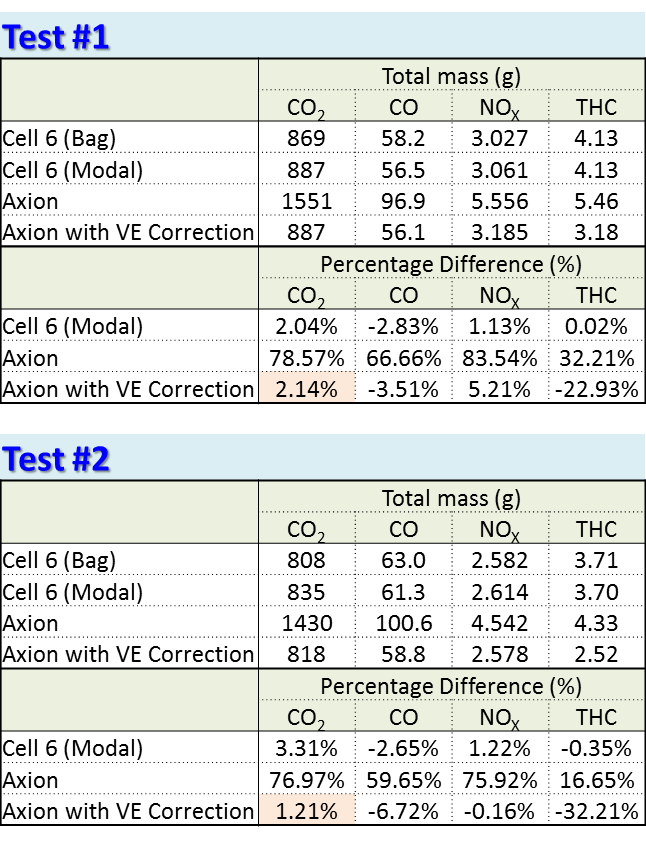 Test #1
Total mass (g)
CO2 CO NOX THC
Cell 6 (Bag) 869 58.2 3.027 4.13
Cell 6 (Modal) 887 56.5 3.061 4.13
Axion 1551 96.9 5.556 5.46
Axion with VE Correction 887 56.1 3.185 3.18
Percentage Difference (%)
CO2 CO NOX THC
Cell 6 (Modal) 2.04% -2.83% 1.13% 0.02%
Axion 78.57% 66.66% 83.54% 32.21%
Axion with VE Correction 2.14% -3.51% 5.21% -22.93%
Test #2
Total mass (g)
CO2 CO NOX THC
Cell 6 (Bag) 808 63.0 2.582 3.71
Cell 6 (Modal) 835 61.3 2.614 3.70
Axion 1430 100.6 4.542 4.33
Axion with VE Correction 818 58.8 2.578 2.52
Percentage Difference (%)
CO2 CO NOX THC
Cell 6 (Modal) 3.31% -2.65% 1.22% -0.35%
Axion 76.97% 59.65% 75.92% 16.65%
Axion with VE Correction 1.21% -6.72% -0.16% -32.21%